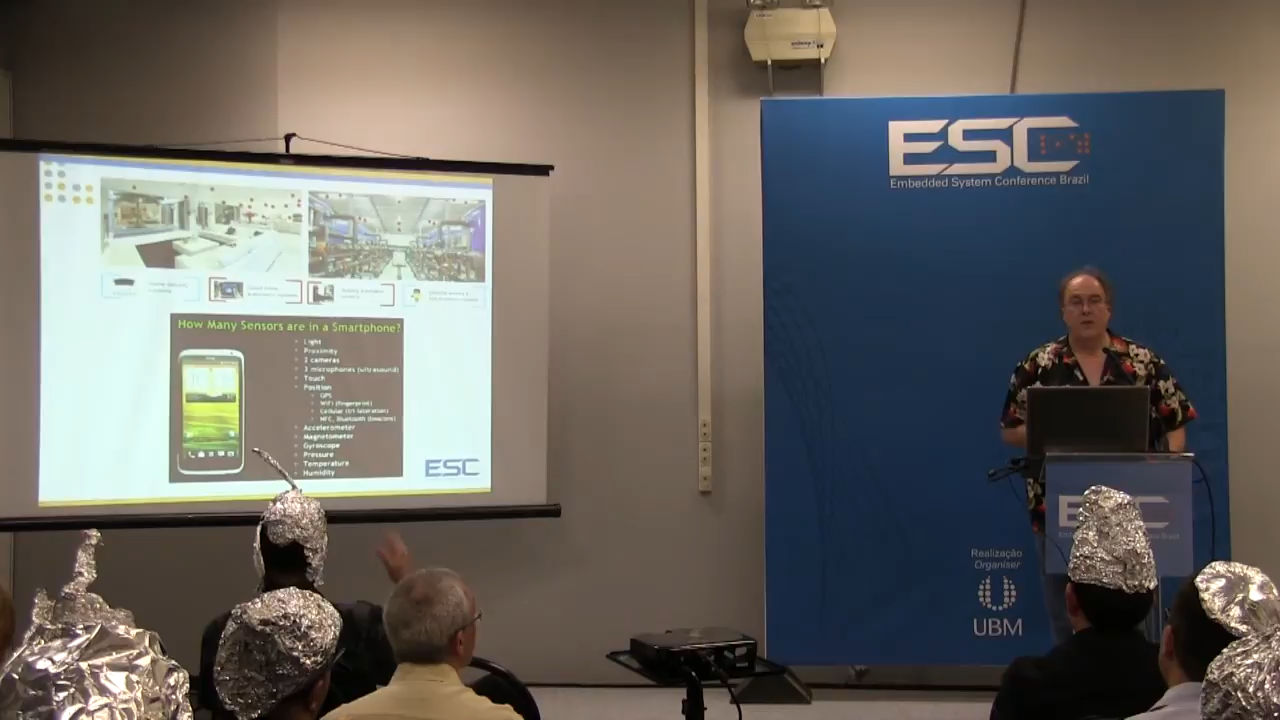 ESC
Embedded System Conference Brazil
How Many Sensors are in a Smartphone?
Light
Proximity
2 cameras
3 microphones (ultrasound)
Touch
Position
GPS
WiFi (fingerprint)
Cellular (tri-lateration)
NFC, Bluetooth (beacons)
Accelerometer
Magnetometer
Gyroscope
Pressure
Temperature
Humidity
ESC
ESC
Realização
Organiser
UBM